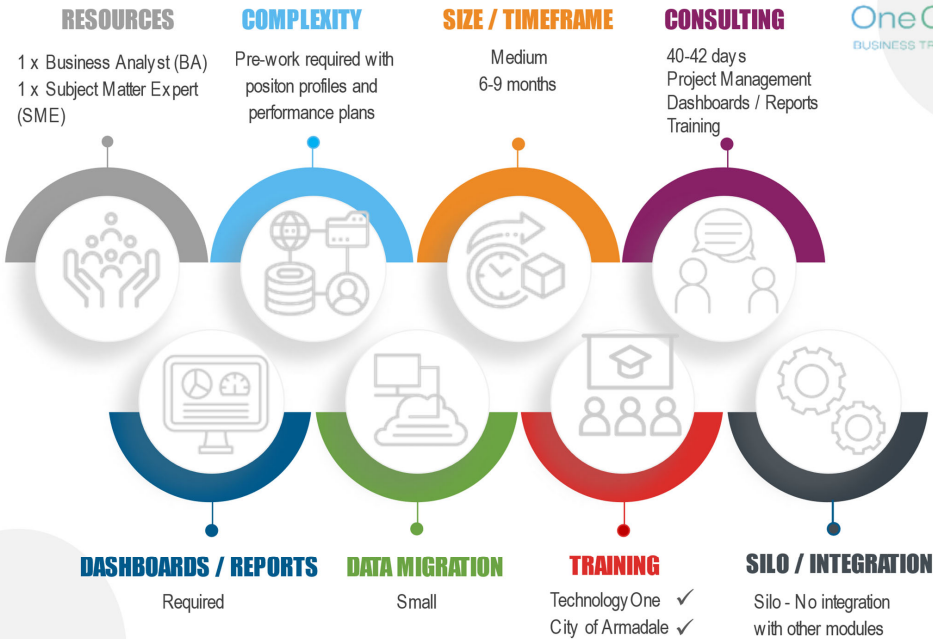 RESOURCES
1 x Business Analyst (BA)
1 x Subject Matter Expert
(SME)
COMPLEXITY
Pre-work required with
positon profiles and
performance plans
SIZE / TIMEFRAME
Medium
6-9 months
CONSULTING
40-42 days
Project Management
Dashboards / Reports
Training
One
BUSINESS
DASHBOARDS / REPORTS
Required
DATA MIGRATION
Small
TRAINING
Technology One ✓
City of Armadale ✓
SILO / INTEGRATION
Silo - No integration
with other modules